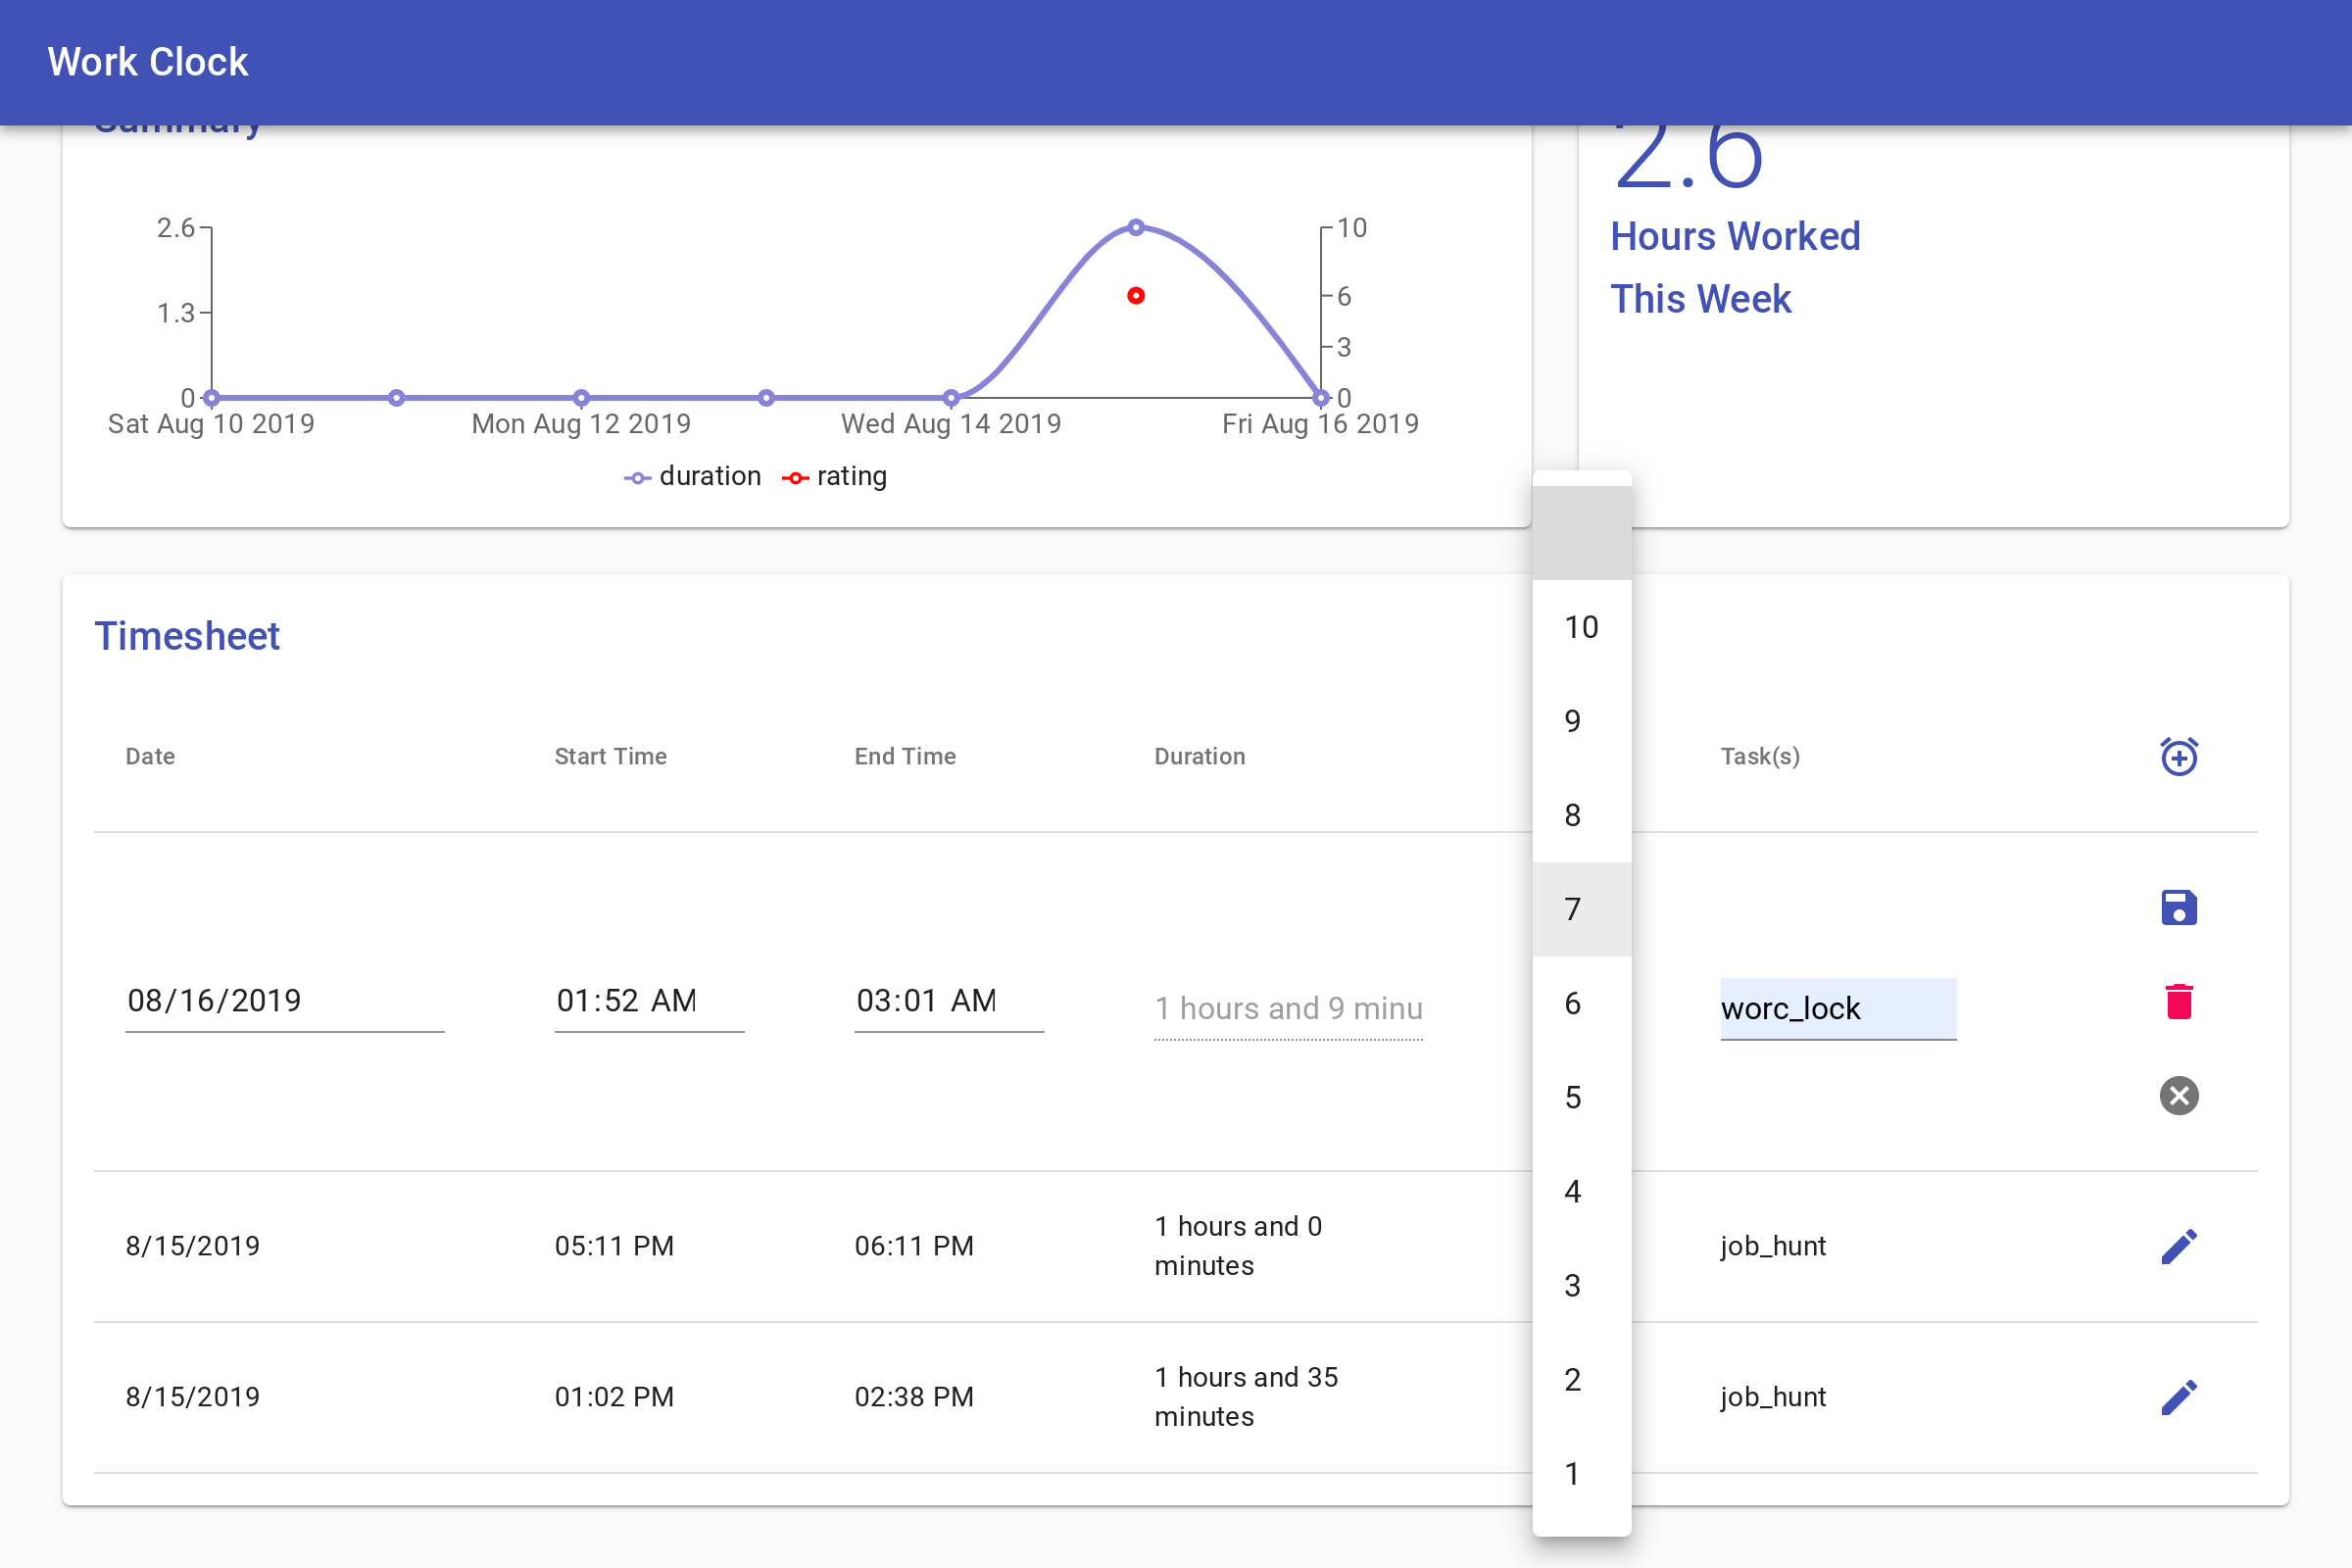 Work Clock
Summary
2.6
Hours Worked
This Week
2.6
1.3
0
10
6
3
0
Sat Aug 10 2019
Mon Aug 12 2019
Wed Aug 14 2019
Fri Aug 16 2019
duration
rating
Timesheet
Date
Start Time
End Time
Duration
Task(s)
08/16/2019
01:52 AM
03:01 AM
1 hours and 9 minu
worc_lock
8/15/2019
05:11 PM
06:11 PM
1 hours and 0
minutes
job_hunt
8/15/2019
01:02 PM
02:38 PM
1 hours and 35
minutes
job_hunt
10
9
8
7
6
5
4
3
2
1